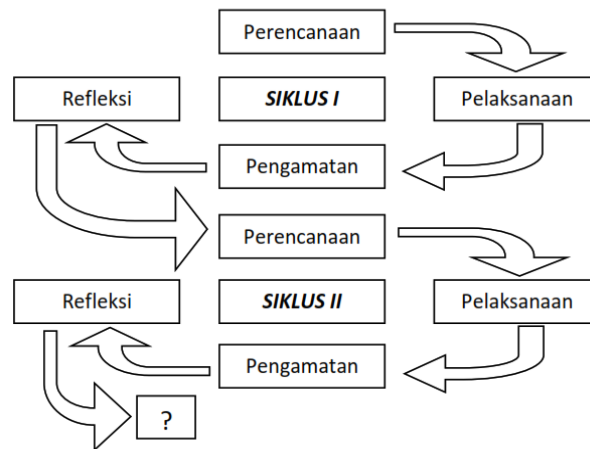 Perencanaan
Refleksi
SIKLUS I
Pelaksanaan
Pengamatan
Perencanaan
Refleksi
SIKLUS II
Pelaksanaan
Pengamatan
?